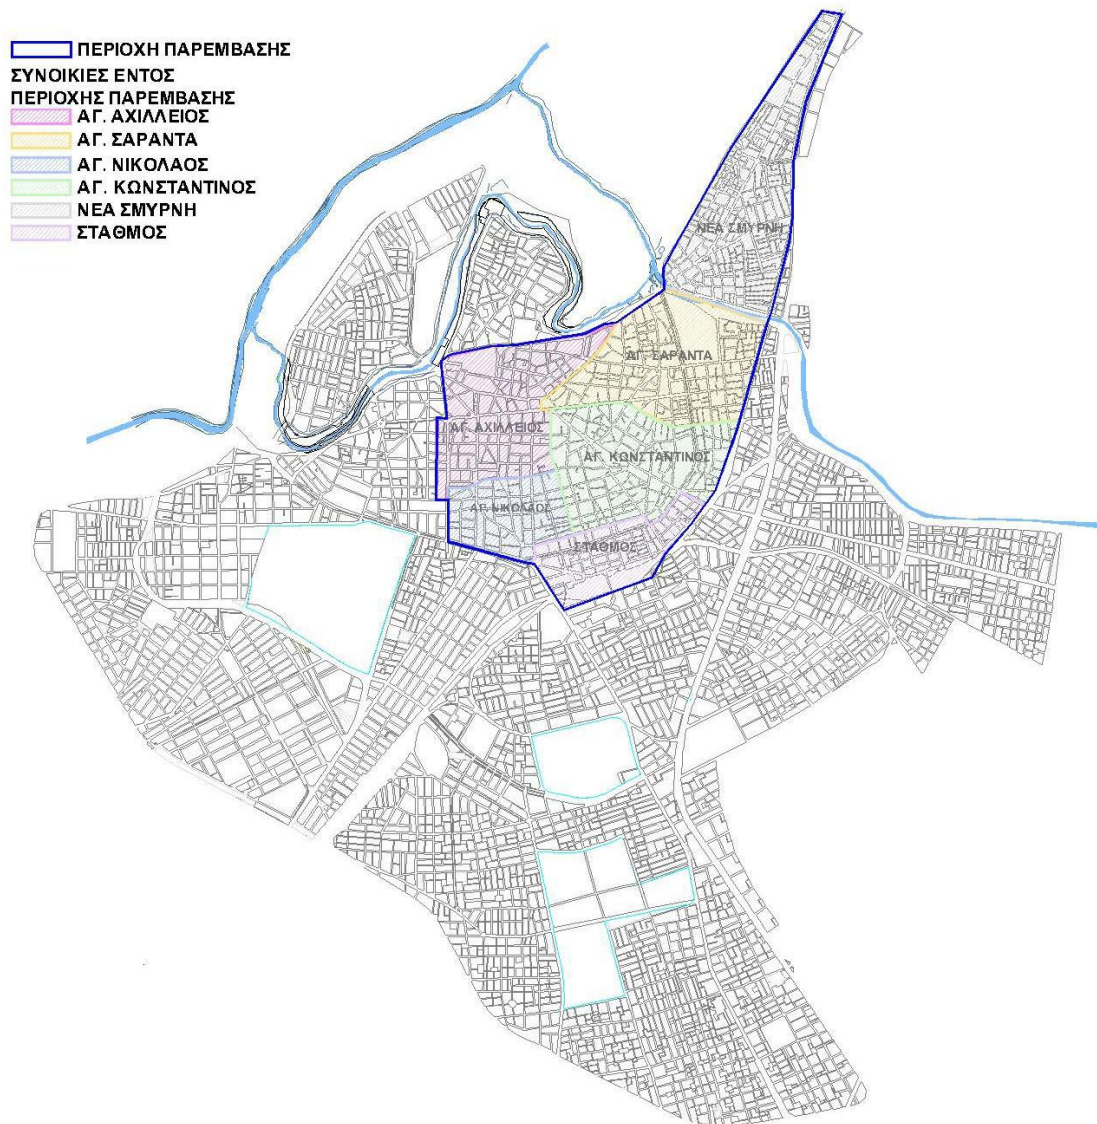 ΠΕΡΙΟΧΗ ΠΑΡΕΜΒΑΣΗΣ
ΣΥΝΟΙΚΙΕΣ ΕΝΤΟΣ
ΠΕΡΙΟΧΗΣ ΠΑΡΕΜΒΑΣΗΣ
ΑΓ. ΑΧΙΛΛΕΙΟΣ
ΑΓ. ΣΑΡΑΝΤΑ
ΑΓ. ΝΙΚΟΛΑΟΣ
ΑΓ. ΚΩΝΣΤΑΝΤΙΝΟΣ
ΝΕΑ ΣΜΥΡΝΗ
ΣΤΑΘΜΟΣ
ΝΕΑ ΣΜΥΡΝΗ
ΑΓ. ΣΑΡΑΝΤΑ
ΑΓ. ΑΧΙΛΛΕΙΟΣ
ΑΓ. ΚΩΝΣΤΑΝΤΙΝΟΣ
ΑΓ. ΝΙΚΟΛΑΟΣ
ΣΤΑΘΜΟΣ